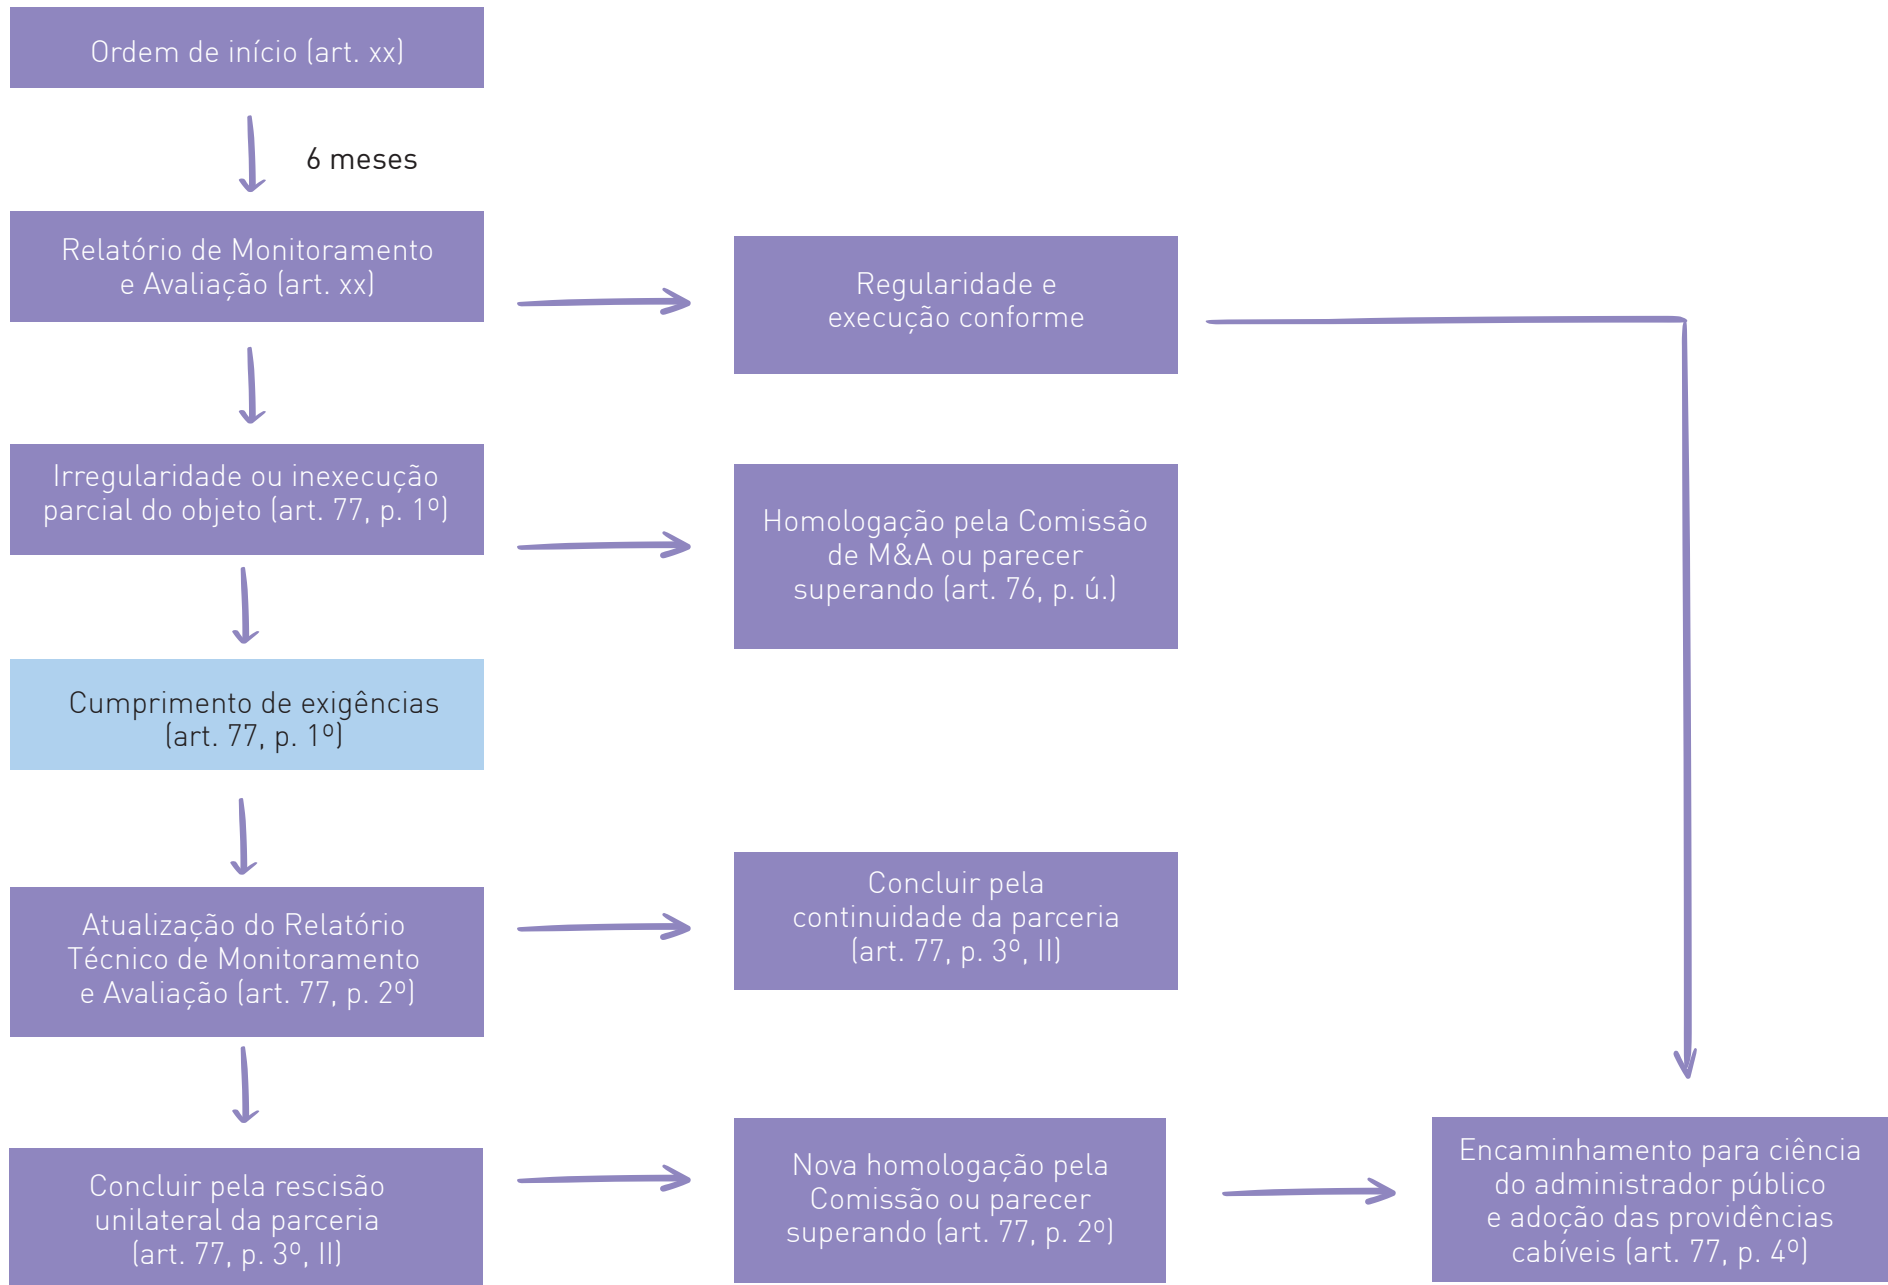 Ordem de início (art. xx)
6 meses
Relatório de Monitoramento
e Avaliação (art. xx)
Regularidade e
execução conforme
Irregularidade ou inexecução
parcial do objeto (art. 77, p. 1º)
Homologação pela Comissão
de M&A ou parecer
superando (art. 76, p. ú.)
Cumprimento de exigências
(art. 77, p. 1º)
Atualização do Relatório
Técnico de Monitoramento
e Avaliação (art. 77, p. 2º)
Concluir pela
continuidade da parceria
(art. 77, p. 3º, II)
Concluir pela rescisão
unilateral da parceria
(art. 77, p. 3º, II)
Nova homologação pela
Comissão ou parecer
superando (art. 77, p. 2º)
Encaminhamento para ciência
do administrador público
e adoção das providências
cabíveis (art. 77, p. 4º)